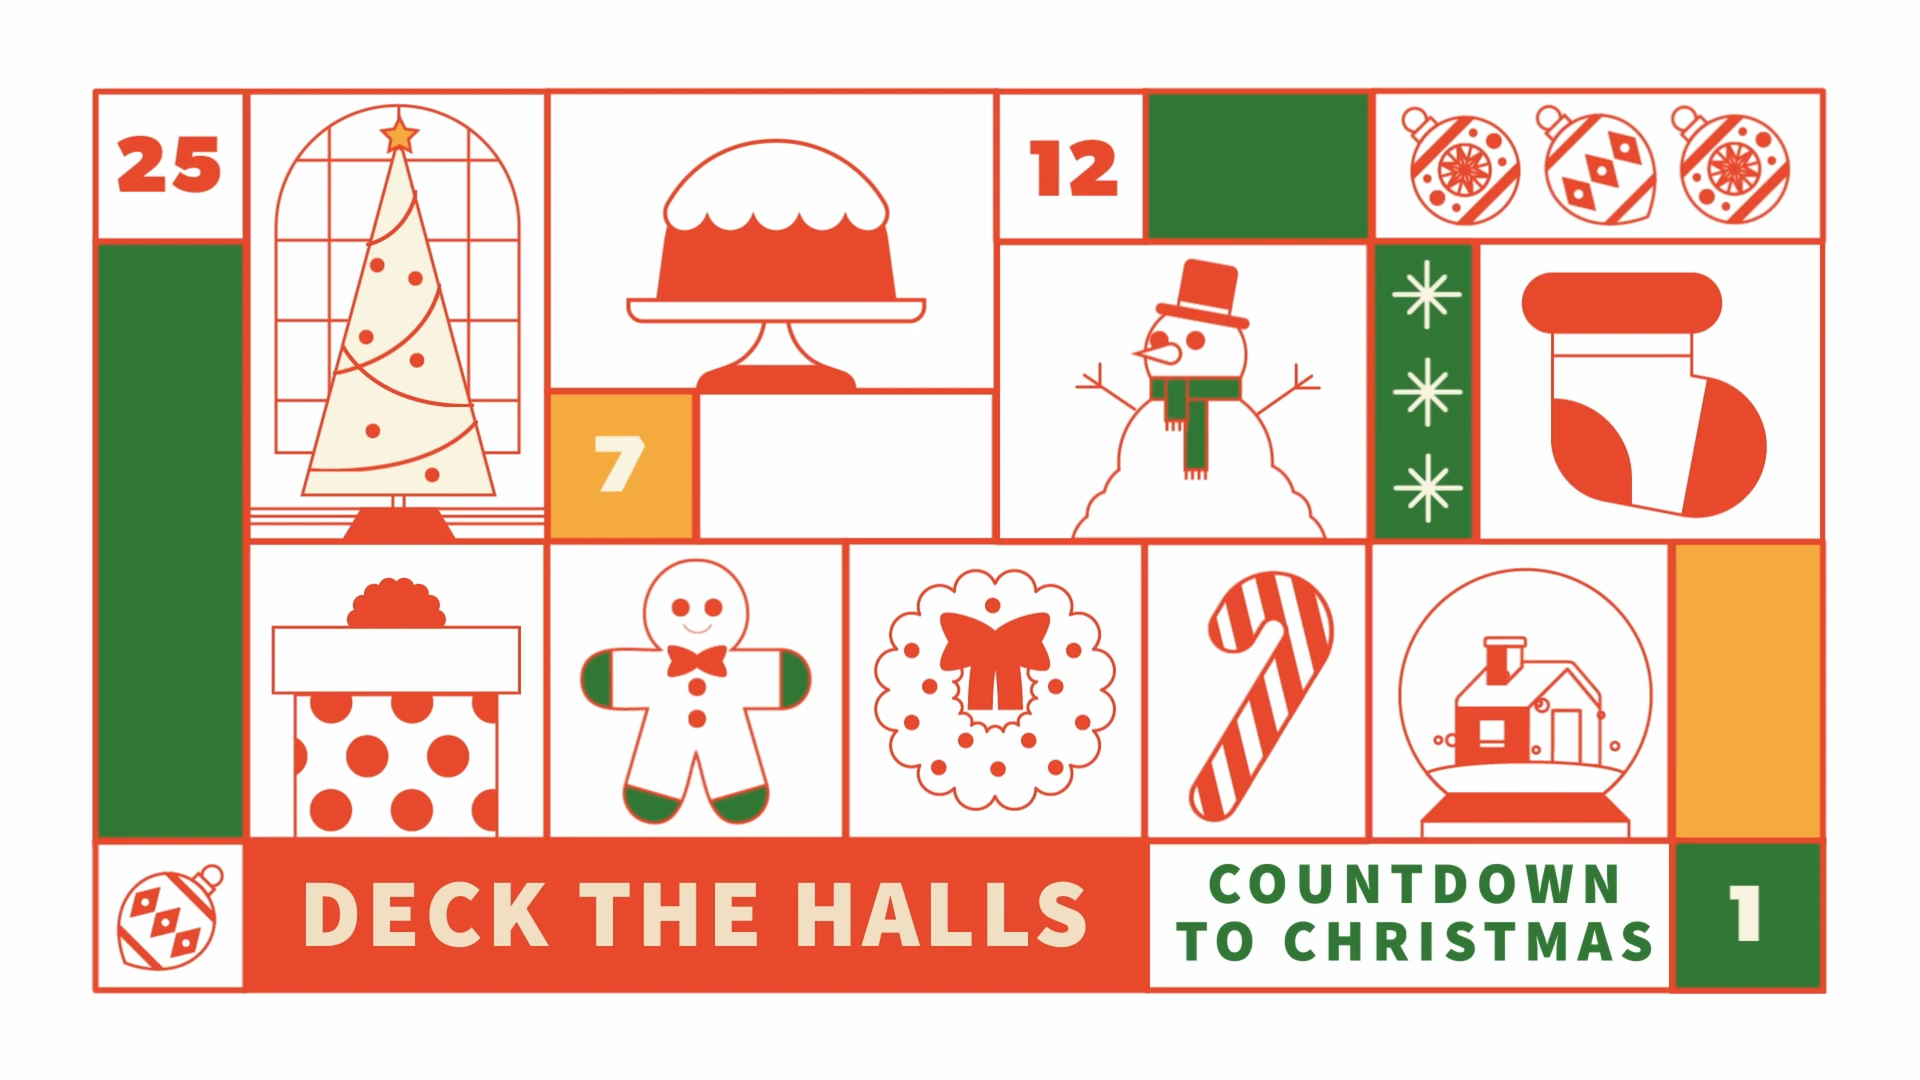 25
12
7
DECK THE HALLS
COUNTDOWN
TO CHRISTMAS
1